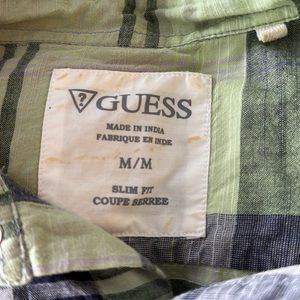 ? GUESS
MADE IN INDIA
FABRIQUE EN INDE
M/M
SLIM FIT
COUPE SERREE